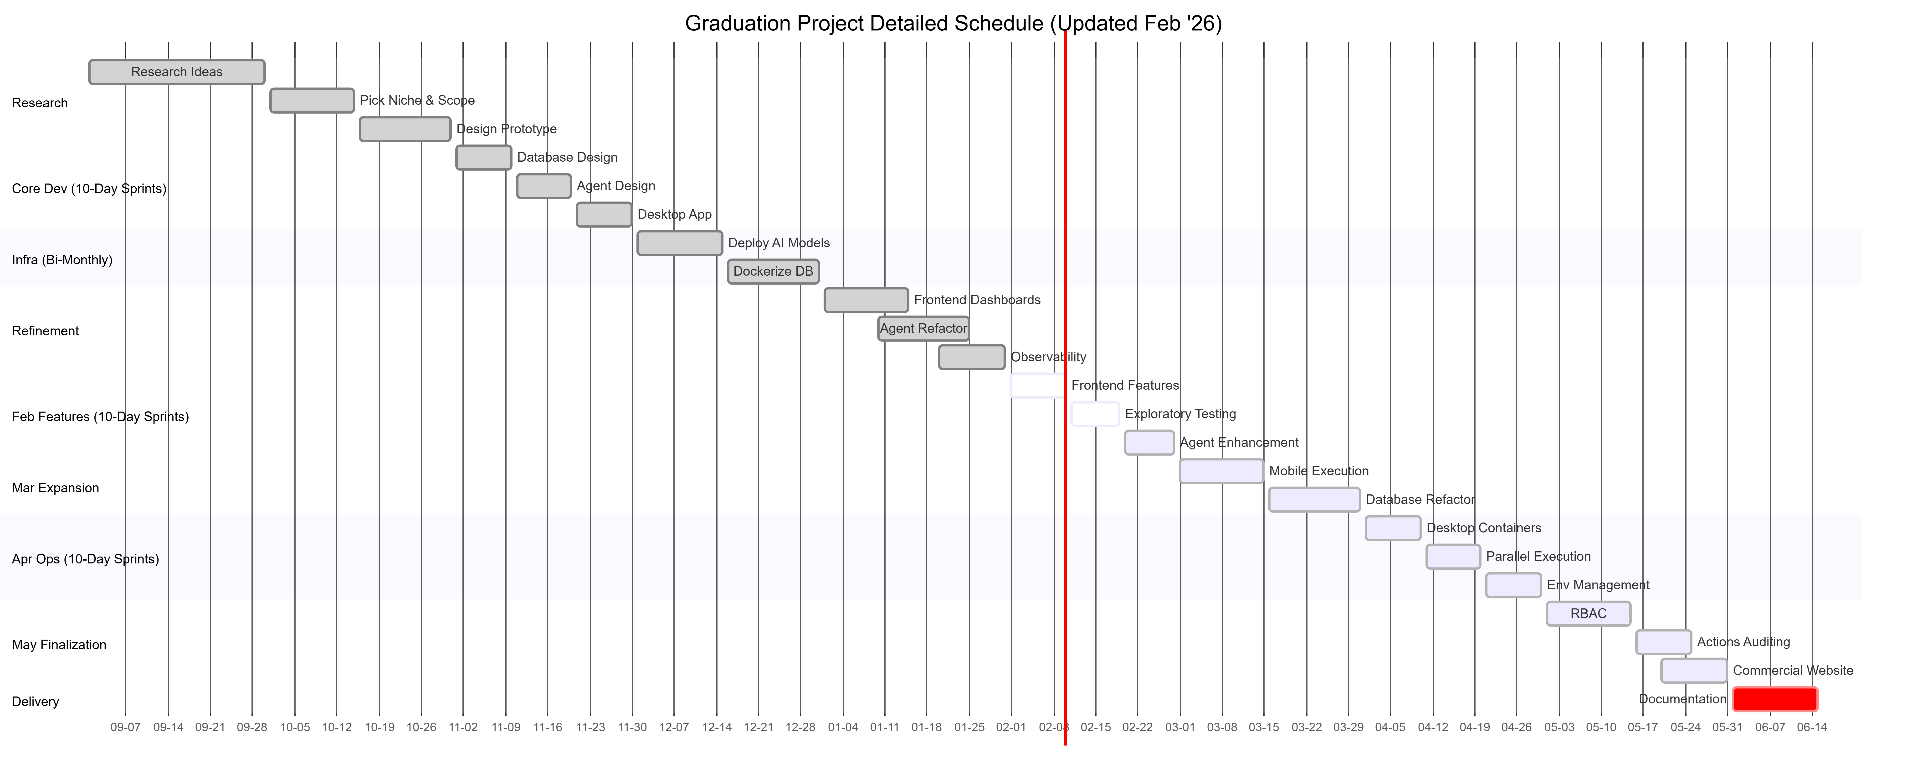 Graduation Project Detailed Schedule (Updated Feb '26)
Research Ideas
Research
Pick Niche & Scope
Design Prototype
Database Design
Core Dev (10-Day Sprints)
Agent Design
Desktop App
Deploy AI Models
Infra (Bi-Monthly)
Dockerize DB
Frontend Dashboards
Refinement
Agent Refactor
Observability
Frontend Features
Feb Features (10-Day Sprints)
Exploratory Testing
Agent Enhancement
Mobile Execution
Mar Expansion
Database Refactor
Desktop Containers
Apr Ops (10-Day Sprints)
Parallel Execution
Env Management
RBAC
May Finalization
Actions Auditing
Commercial Website
Delivery
Documentation
09-07 09-14 09-21 09-28 10-05 10-12 10-19 10-26 11-02 11-09 11-16 11-23 11-30 12-07 12-14 12-21 12-28 01-04 01-11 01-18 01-25 02-01 02-08 02-15 02-22 03-01 03-08 03-15 03-22 03-29 04-05 04-12 04-19 04-26 05-03 05-10 05-17 05-24 05-31 06-07 06-14